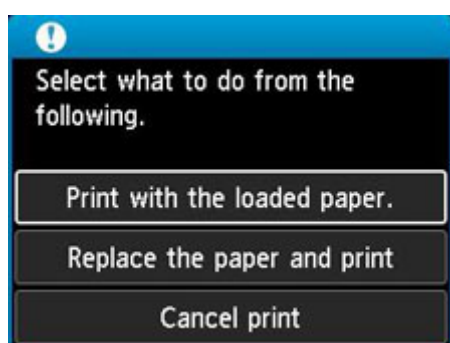 Select what to do from the
following.
Print with the loaded paper.
Replace the paper and print
Cancel print